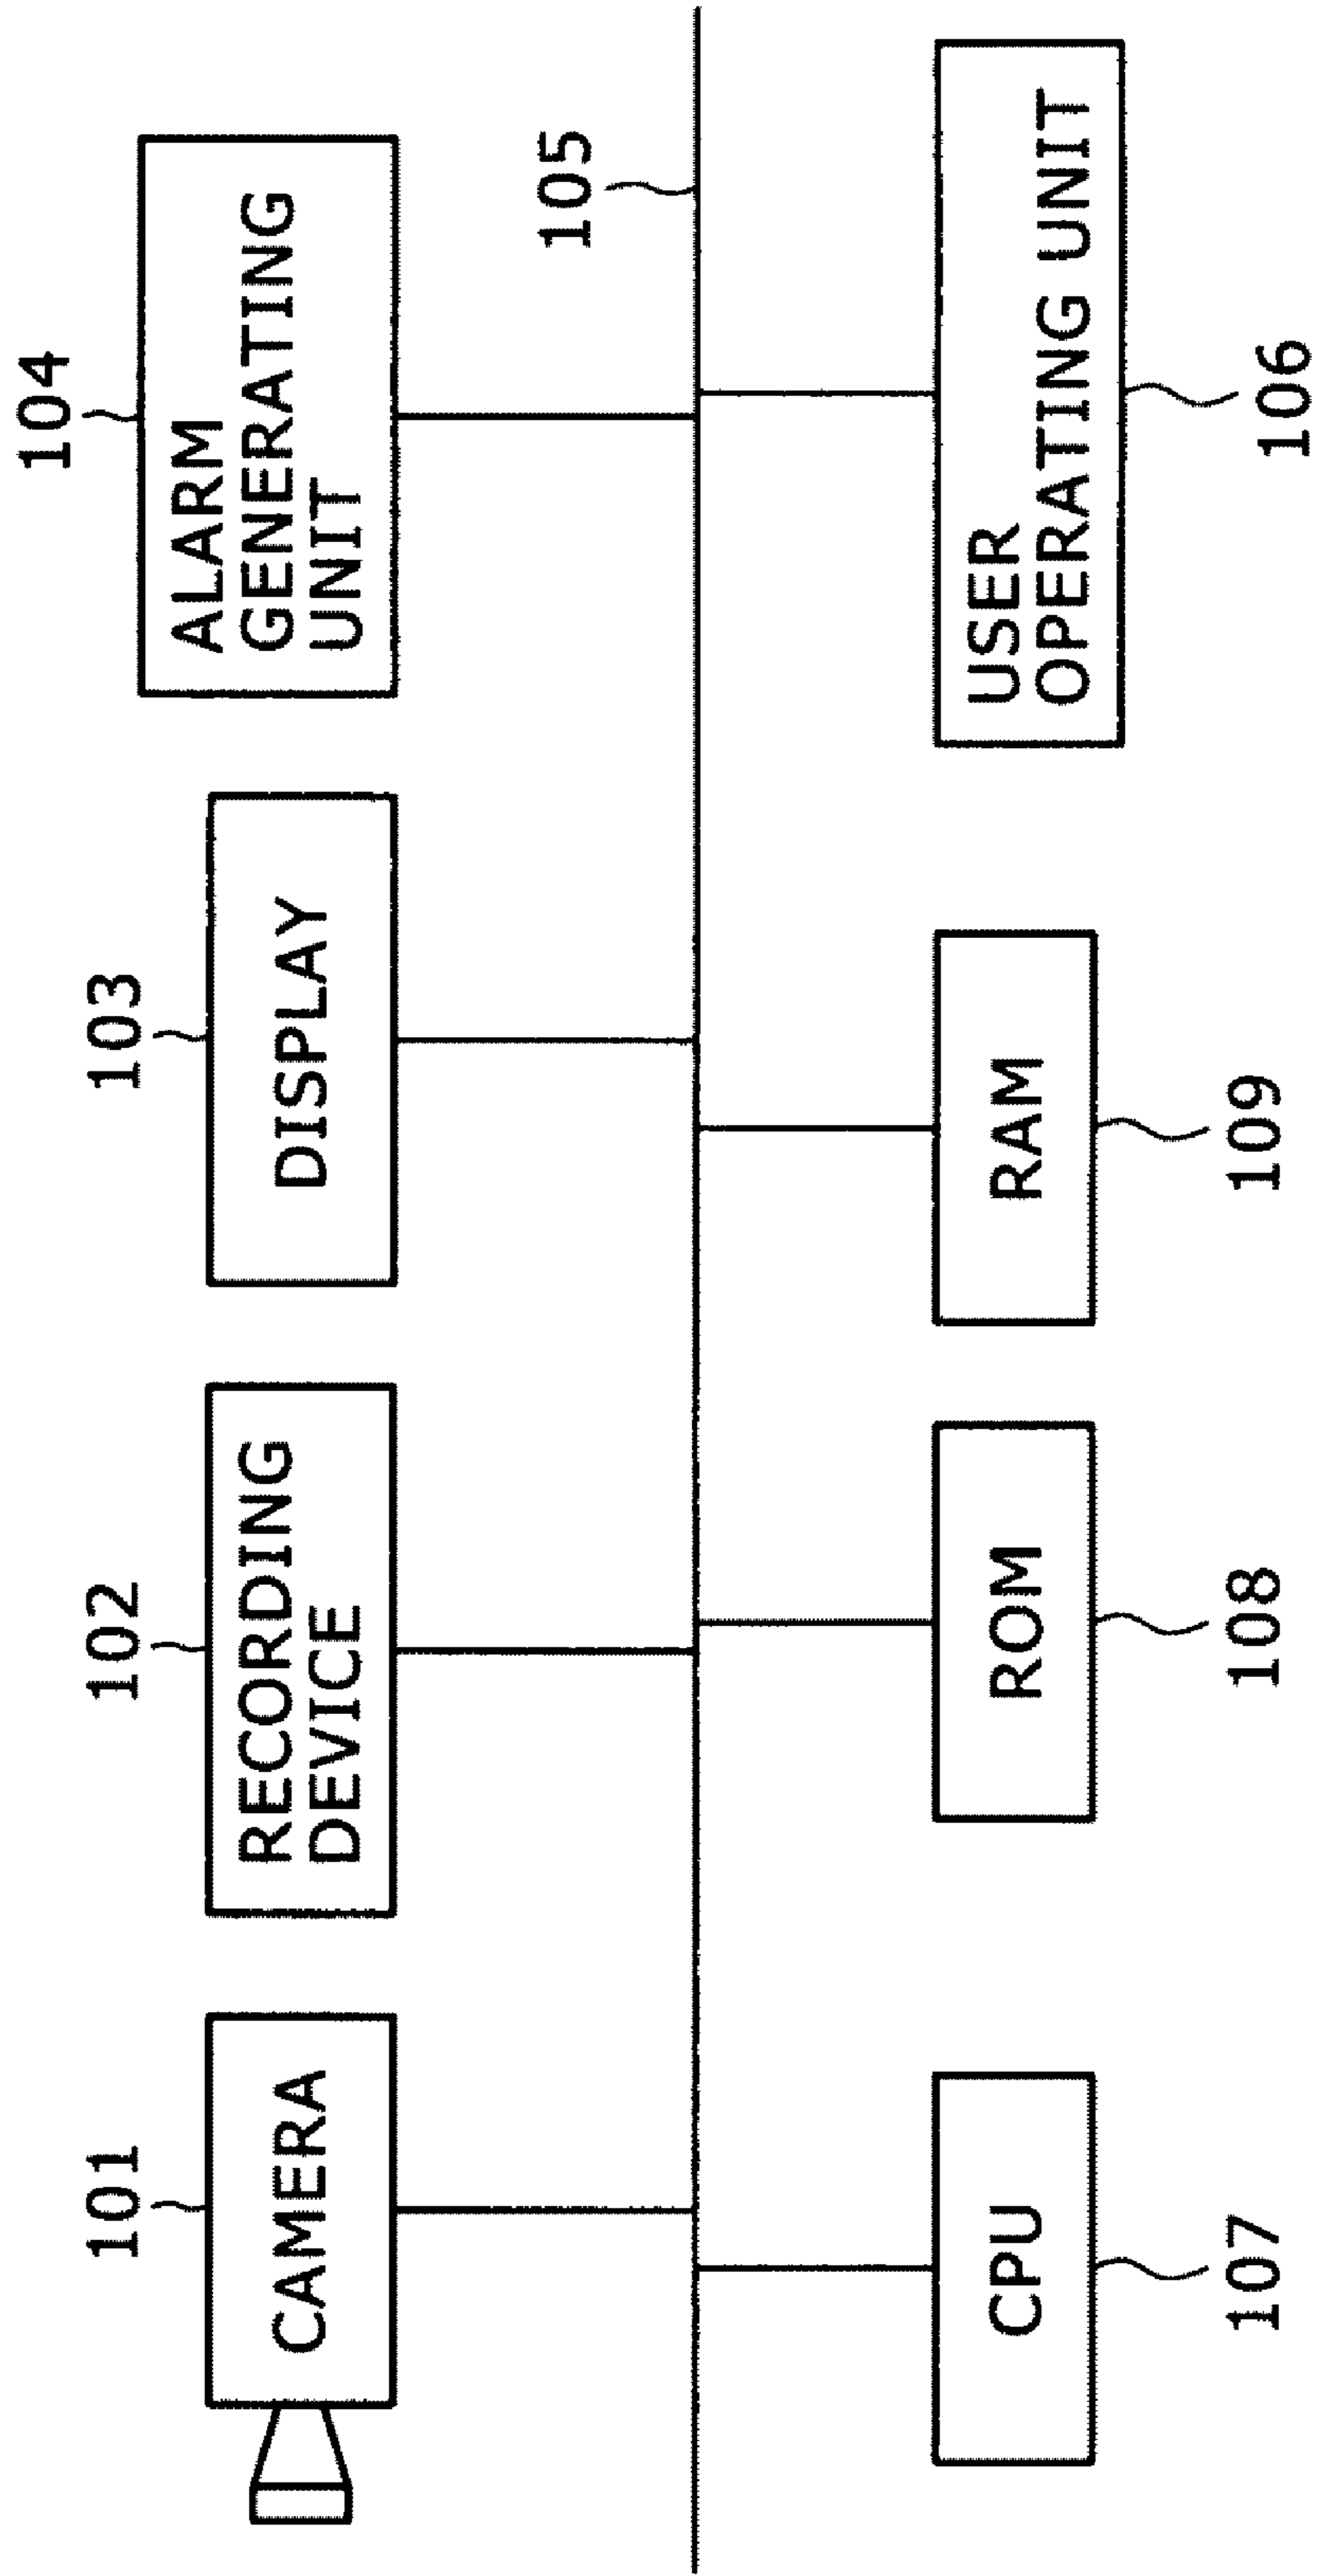 101
102
103
104
CAMERA
RECORDING
DEVICE
DISPLAY
ALARM
GENERATING
UNIT
105
CPU
ROM
RAM
USER
OPERATING UNIT
107
108
109
106